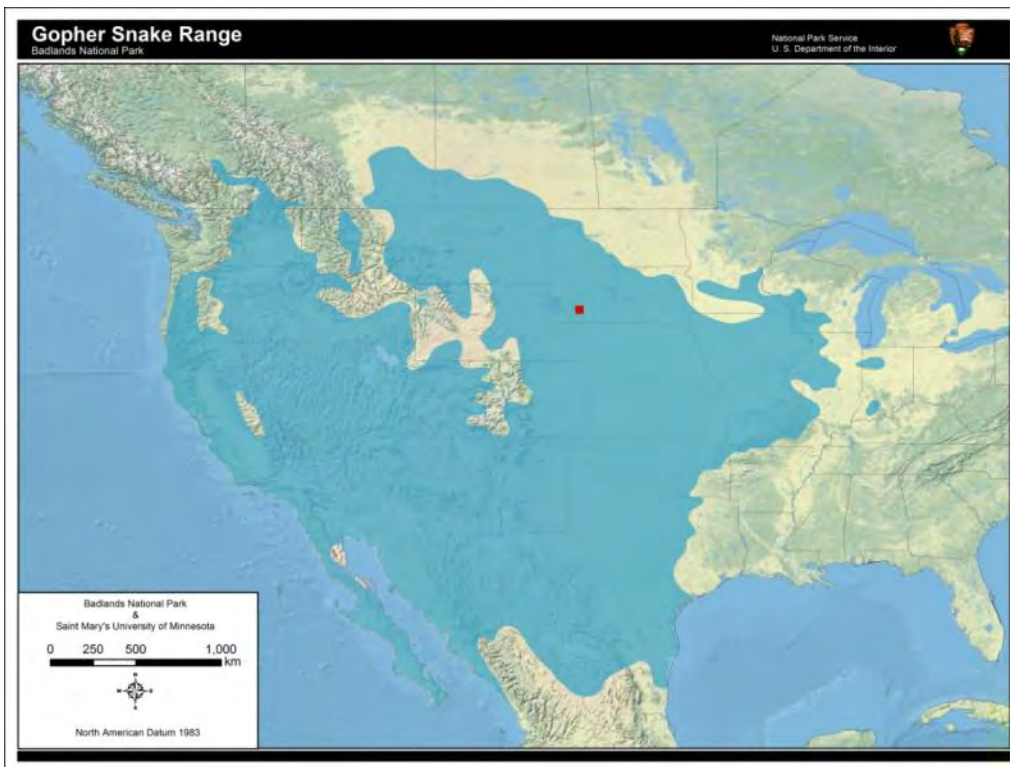 Gopher Snake Range
Badlands National Park
National Park Service
U. S. Department of the Interior
Badlands National Park
&
Saint Mary's University of Minnesota
0 250 500 1,000
km
N
W E
S
North American Datum 1983